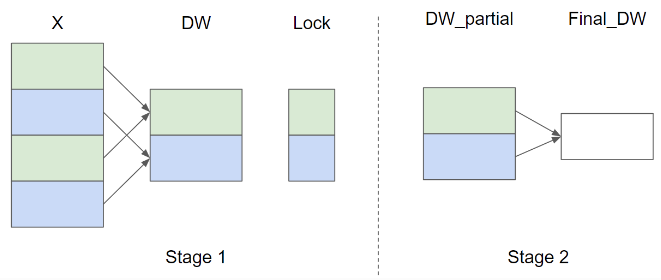 X
DW
Lock
DW_partial
Final_DW
Stage 1
Stage 2